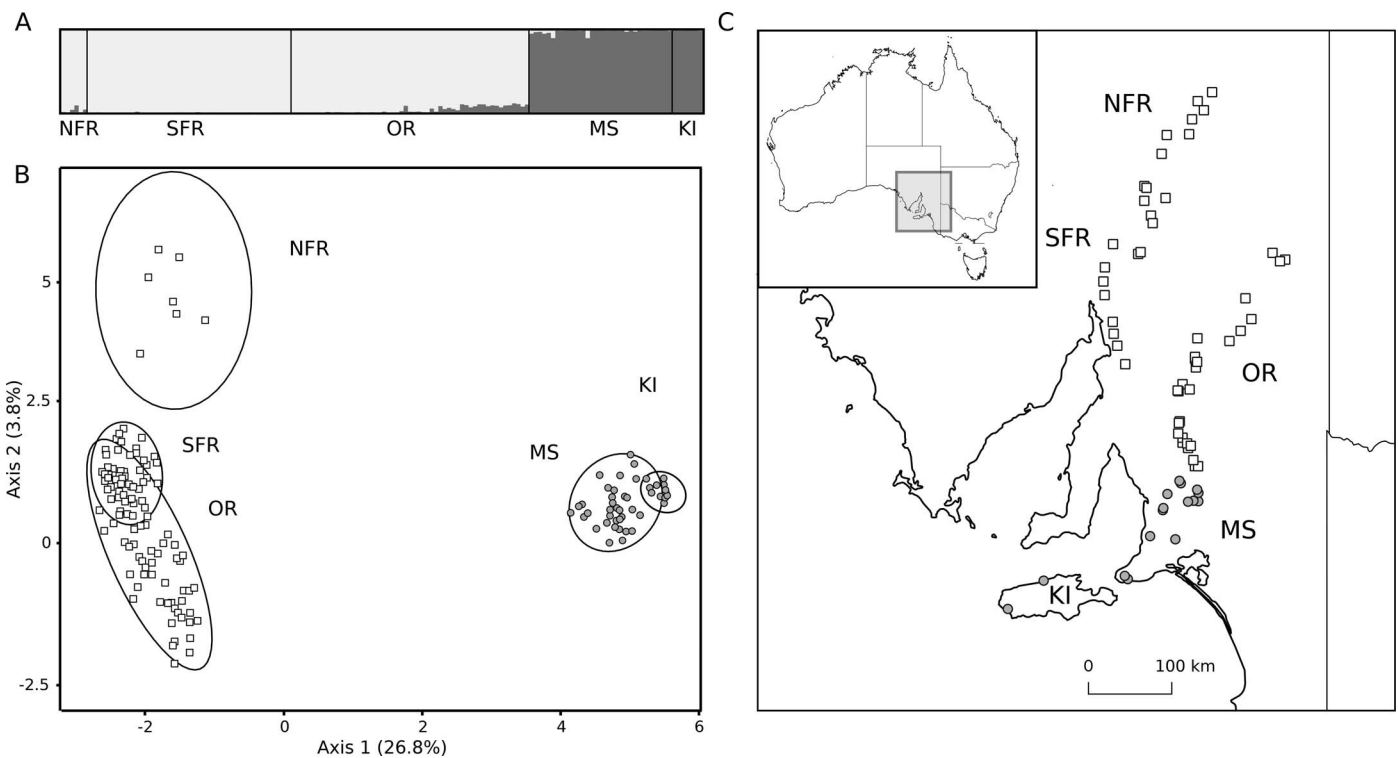 A
NFR SFR OR MS KI
B
NFR
SFR
OR
MS
KI
5
2.5
0
-2.5
Axis 2 (3.8%)
-2 0 2 4 6
Axis 1 (26.8%)
C
NFR
SFR
OR
MS
KI
0 100 km